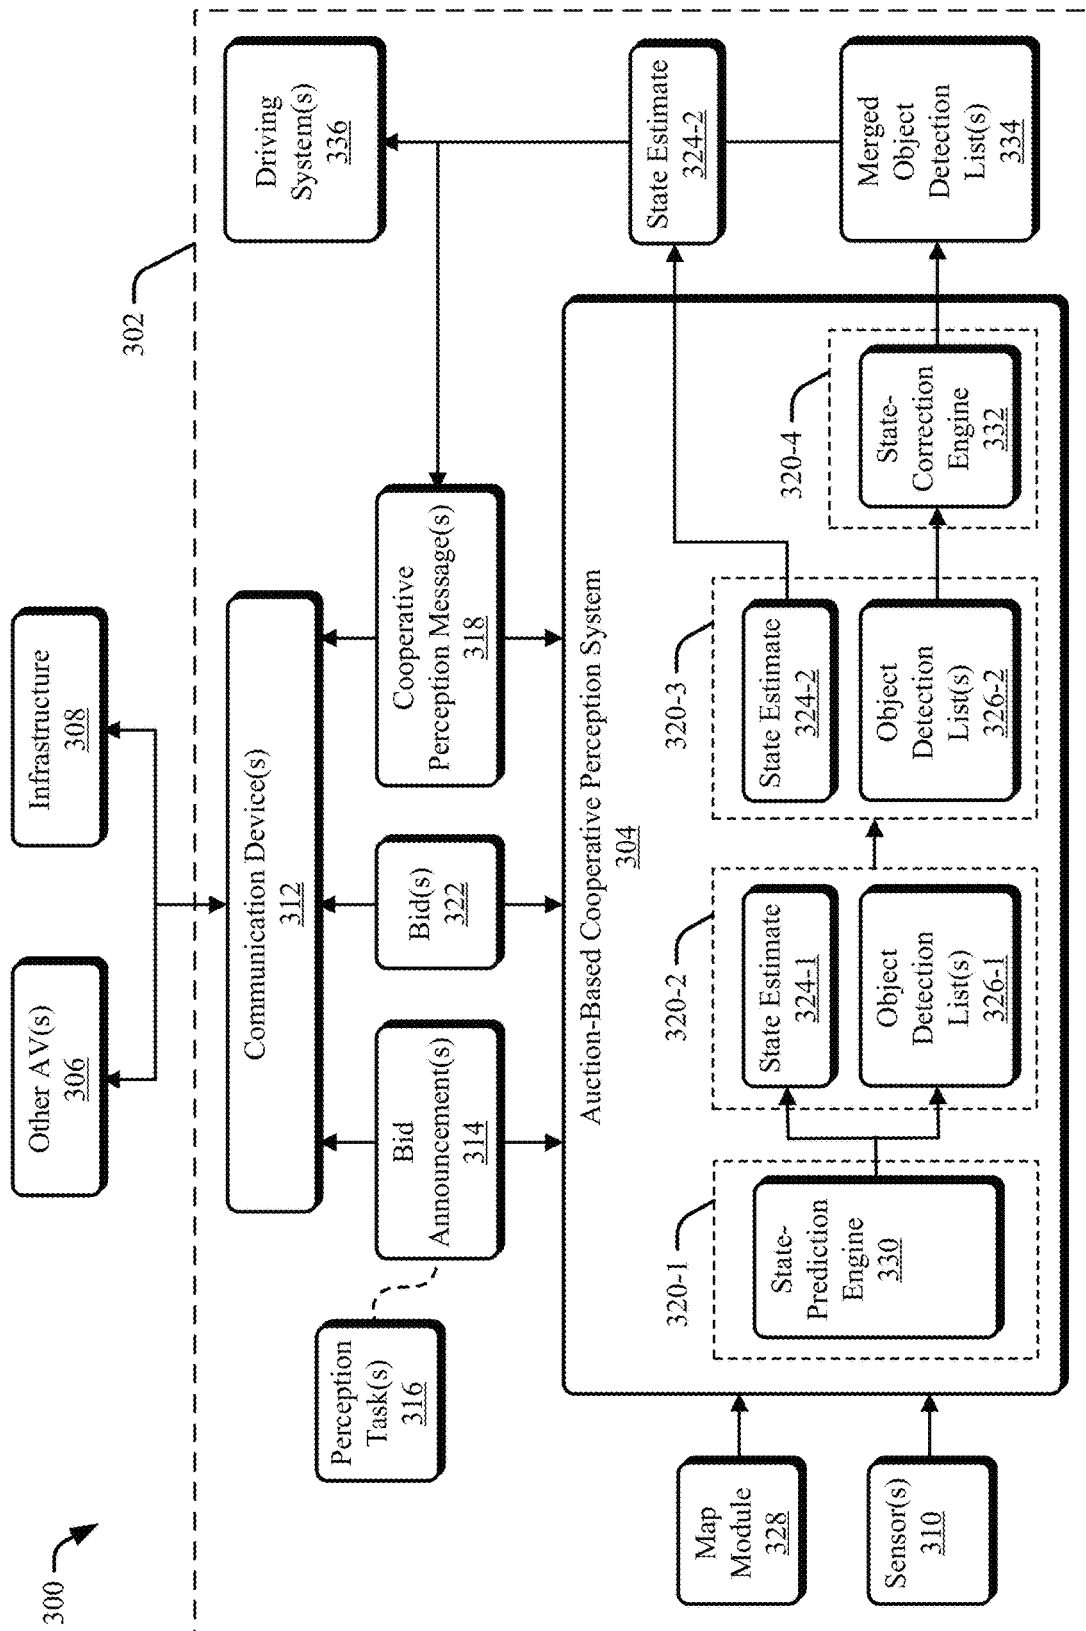 300
Other AV(s)
306
Infrastructure
308
302
Communication Device(s)
312
Driving
System(s)
336
Perception
Task(s)
316
Bid
Announcement(s)
314
Bid(s)
322
Cooperative
Perception Message(s)
318
State Estimate
324-2
Merged
Object
Detection
List(s)
334
Map
Module
328
Sensor(s)
310
Auction-Based Cooperative Perception System
304
320-1
State-
Prediction
Engine
330
320-2
State Estimate
324-1
Object
Detection
List(s)
326-1
320-3
State Estimate
324-2
Object
Detection
List(s)
326-2
320-4
State-
Correction
Engine
332